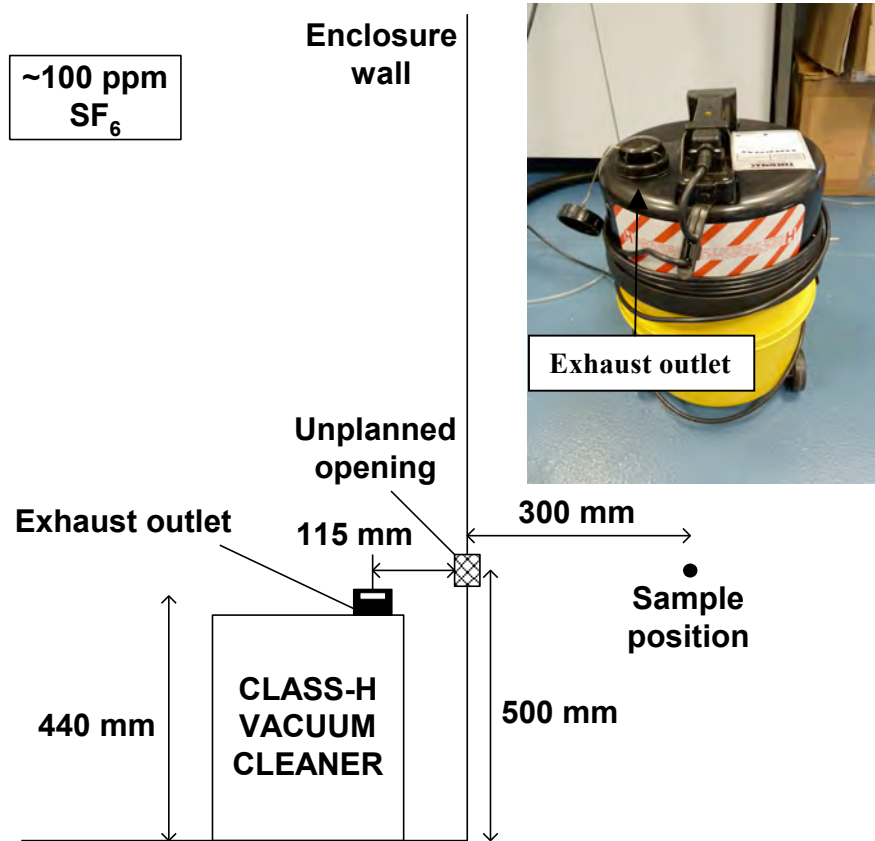 Enclosure
wall
~100 ppm
SF₆
Exhaust outlet
Unplanned
opening
Exhaust outlet
115 mm
300 mm
Sample
position
440 mm
CLASS-H
VACUUM
CLEANER
500 mm